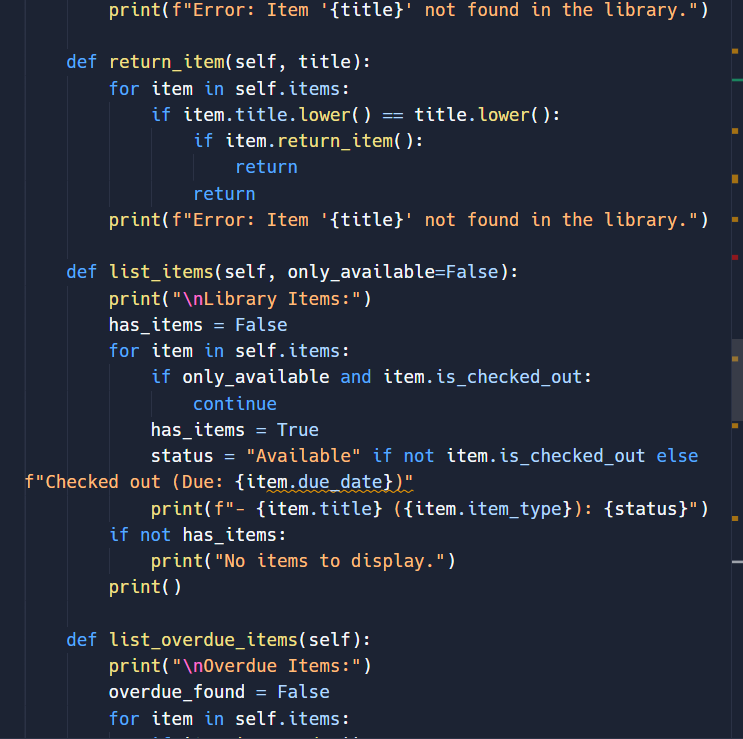 print(f"Error: Item '{title}' not found in the library.")

    def return_item(self, title):
        for item in self.items:
            if item.title.lower() == title.lower():
                if item.return_item():
                    return
                return
        print(f"Error: Item '{title}' not found in the library.")

    def list_items(self, only_available=False):
        print("\nLibrary Items:")
        has_items = False
        for item in self.items:
            if only_available and item.is_checked_out:
                continue
            has_items = True
            status = "Available" if not item.is_checked_out else
f"Checked out (Due: {item.due_date})"
            print(f"- {item.title} ({item.item_type}): {status}")
        if not has_items:
            print("No items to display.")
        print()

    def list_overdue_items(self):
        print("\nOverdue Items:")
        overdue_found = False
        for item in self.items: